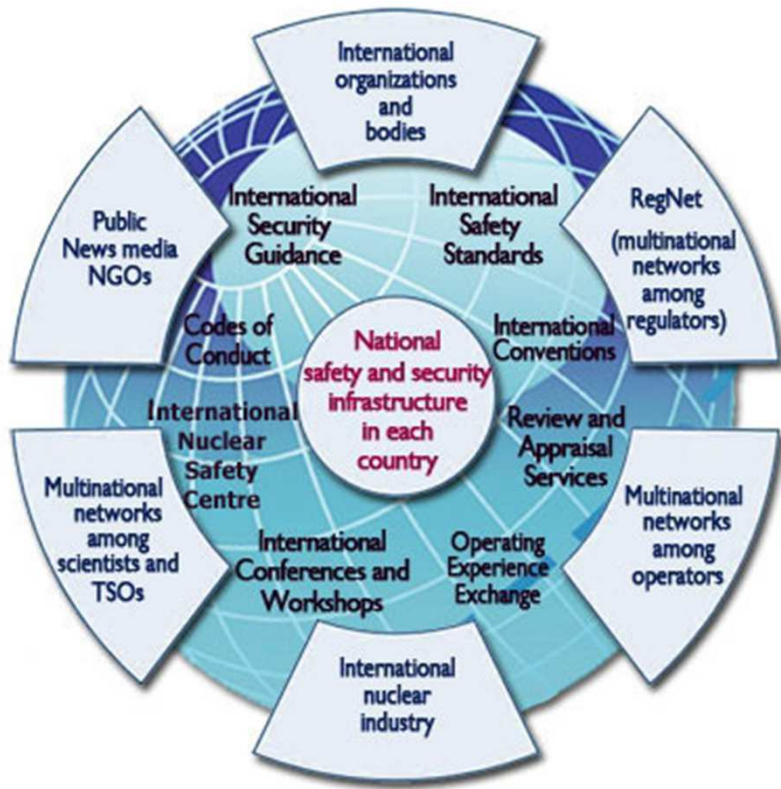 International
organizations
and
bodies
RegNet
(multinational
networks
among
regulators)
Multinational
networks
among
operators
International
nuclear
industry
Multinational
networks
among
scientists and
TSOs
Public
News media
NGOs
International
Security
Guidance
International
Safety
Standards
International
Conventions
Review and
Appraisal
Services
Operating
Experience
Exchange
International
Conferences and
Workshops
International
Nuclear
Safety
Centre
Codes of
Conduct
National
safety and security
infrastructure
in each
country